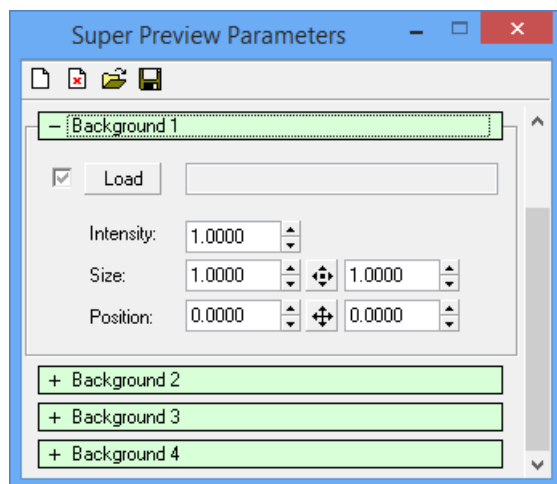 Super Preview Parameters
− Background 1
Load
Intensity: 1.0000
Size: 1.0000 1.0000
Position: 0.0000 0.0000
+ Background 2
+ Background 3
+ Background 4